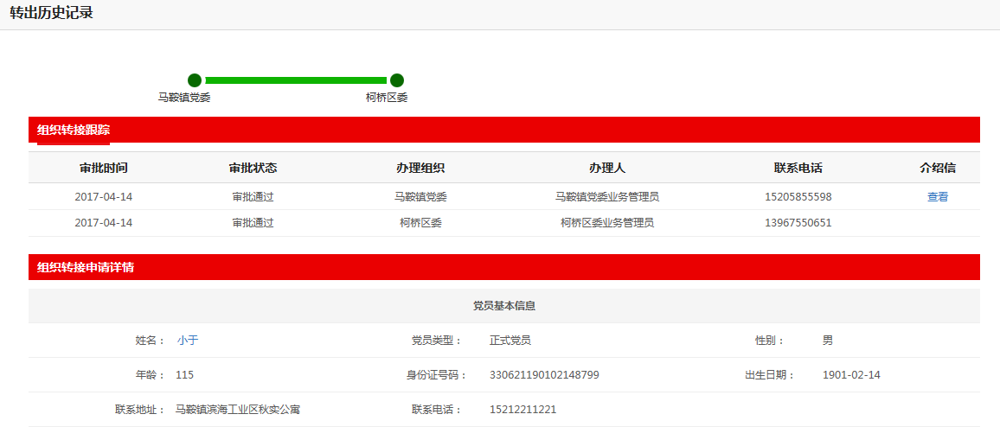 转出历史记录
马鞍镇党委 柯桥区委
组织转接跟踪
审批时间 审批状态 办理组织 办理人 联系电话 介绍信
2017-04-14 审批通过 马鞍镇党委 马鞍镇党委业务管理员 15205855598 查看
2017-04-14 审批通过 柯桥区委 柯桥区委业务管理员 13967550651
组织转接申请详情
党员基本信息
姓名： 小于 党员类型： 正式党员 性别： 男
年龄： 115 身份证号码： 330621190102148799 出生日期： 1901-02-14
联系地址： 马鞍镇滨海工业区秋实公寓 联系电话： 15212211221